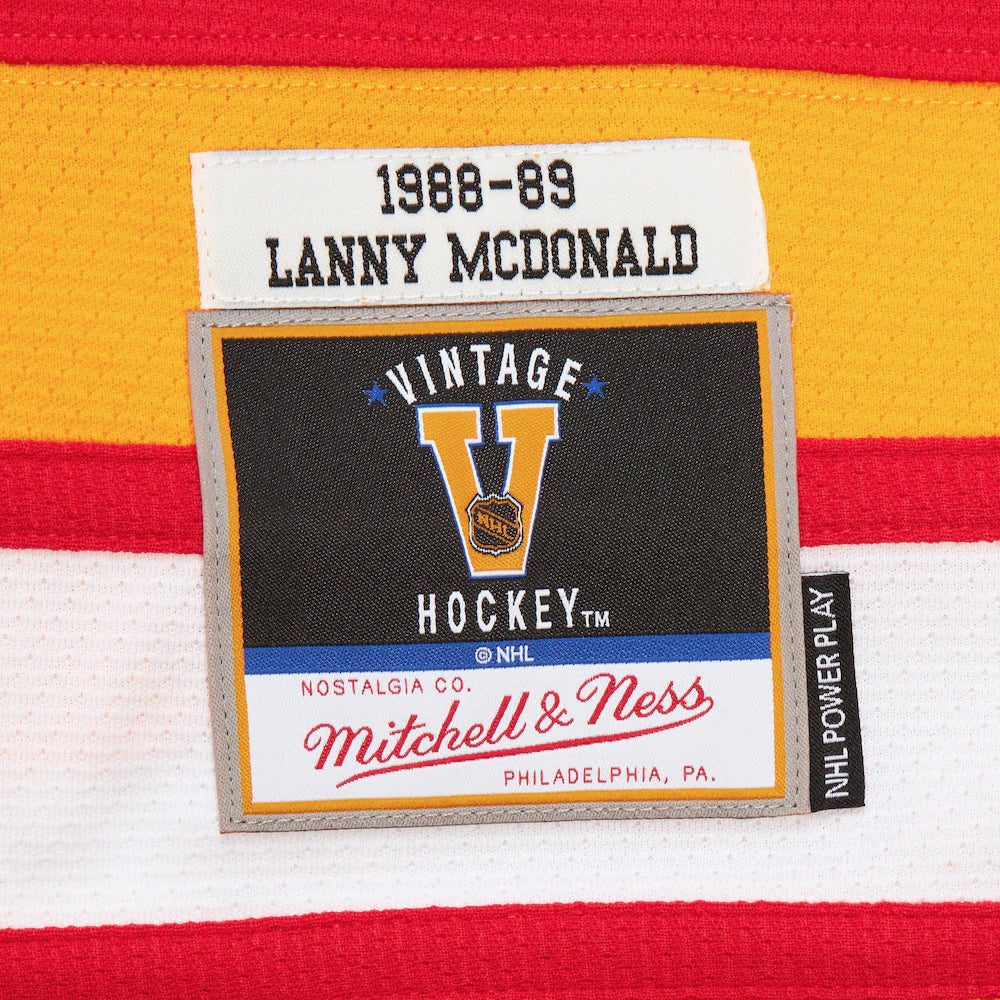 1988-89
LANNY MCDONALD
VINTAGE
V
NHL
HOCKEY™
© NHL
NOSTALGIA CO.
Mitchell & Ness
PHILADELPHIA, PA.
NHL POWER PLAY